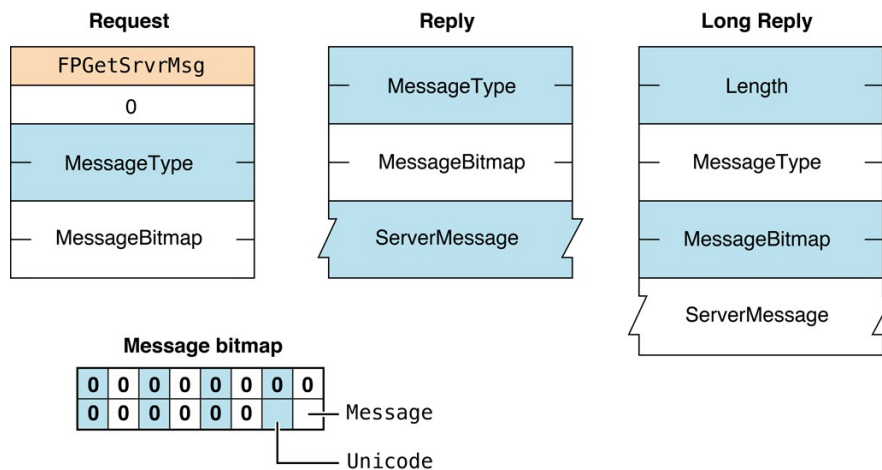 Request
FPGetSrvrMsg
0
MessageType
MessageBitmap
Reply
MessageType
MessageBitmap
ServerMessage
Long Reply
Length
MessageType
MessageBitmap
ServerMessage
Message bitmap
0 0 0 0 0 0 0 0
0 0 0 0 0 0
Message
Unicode